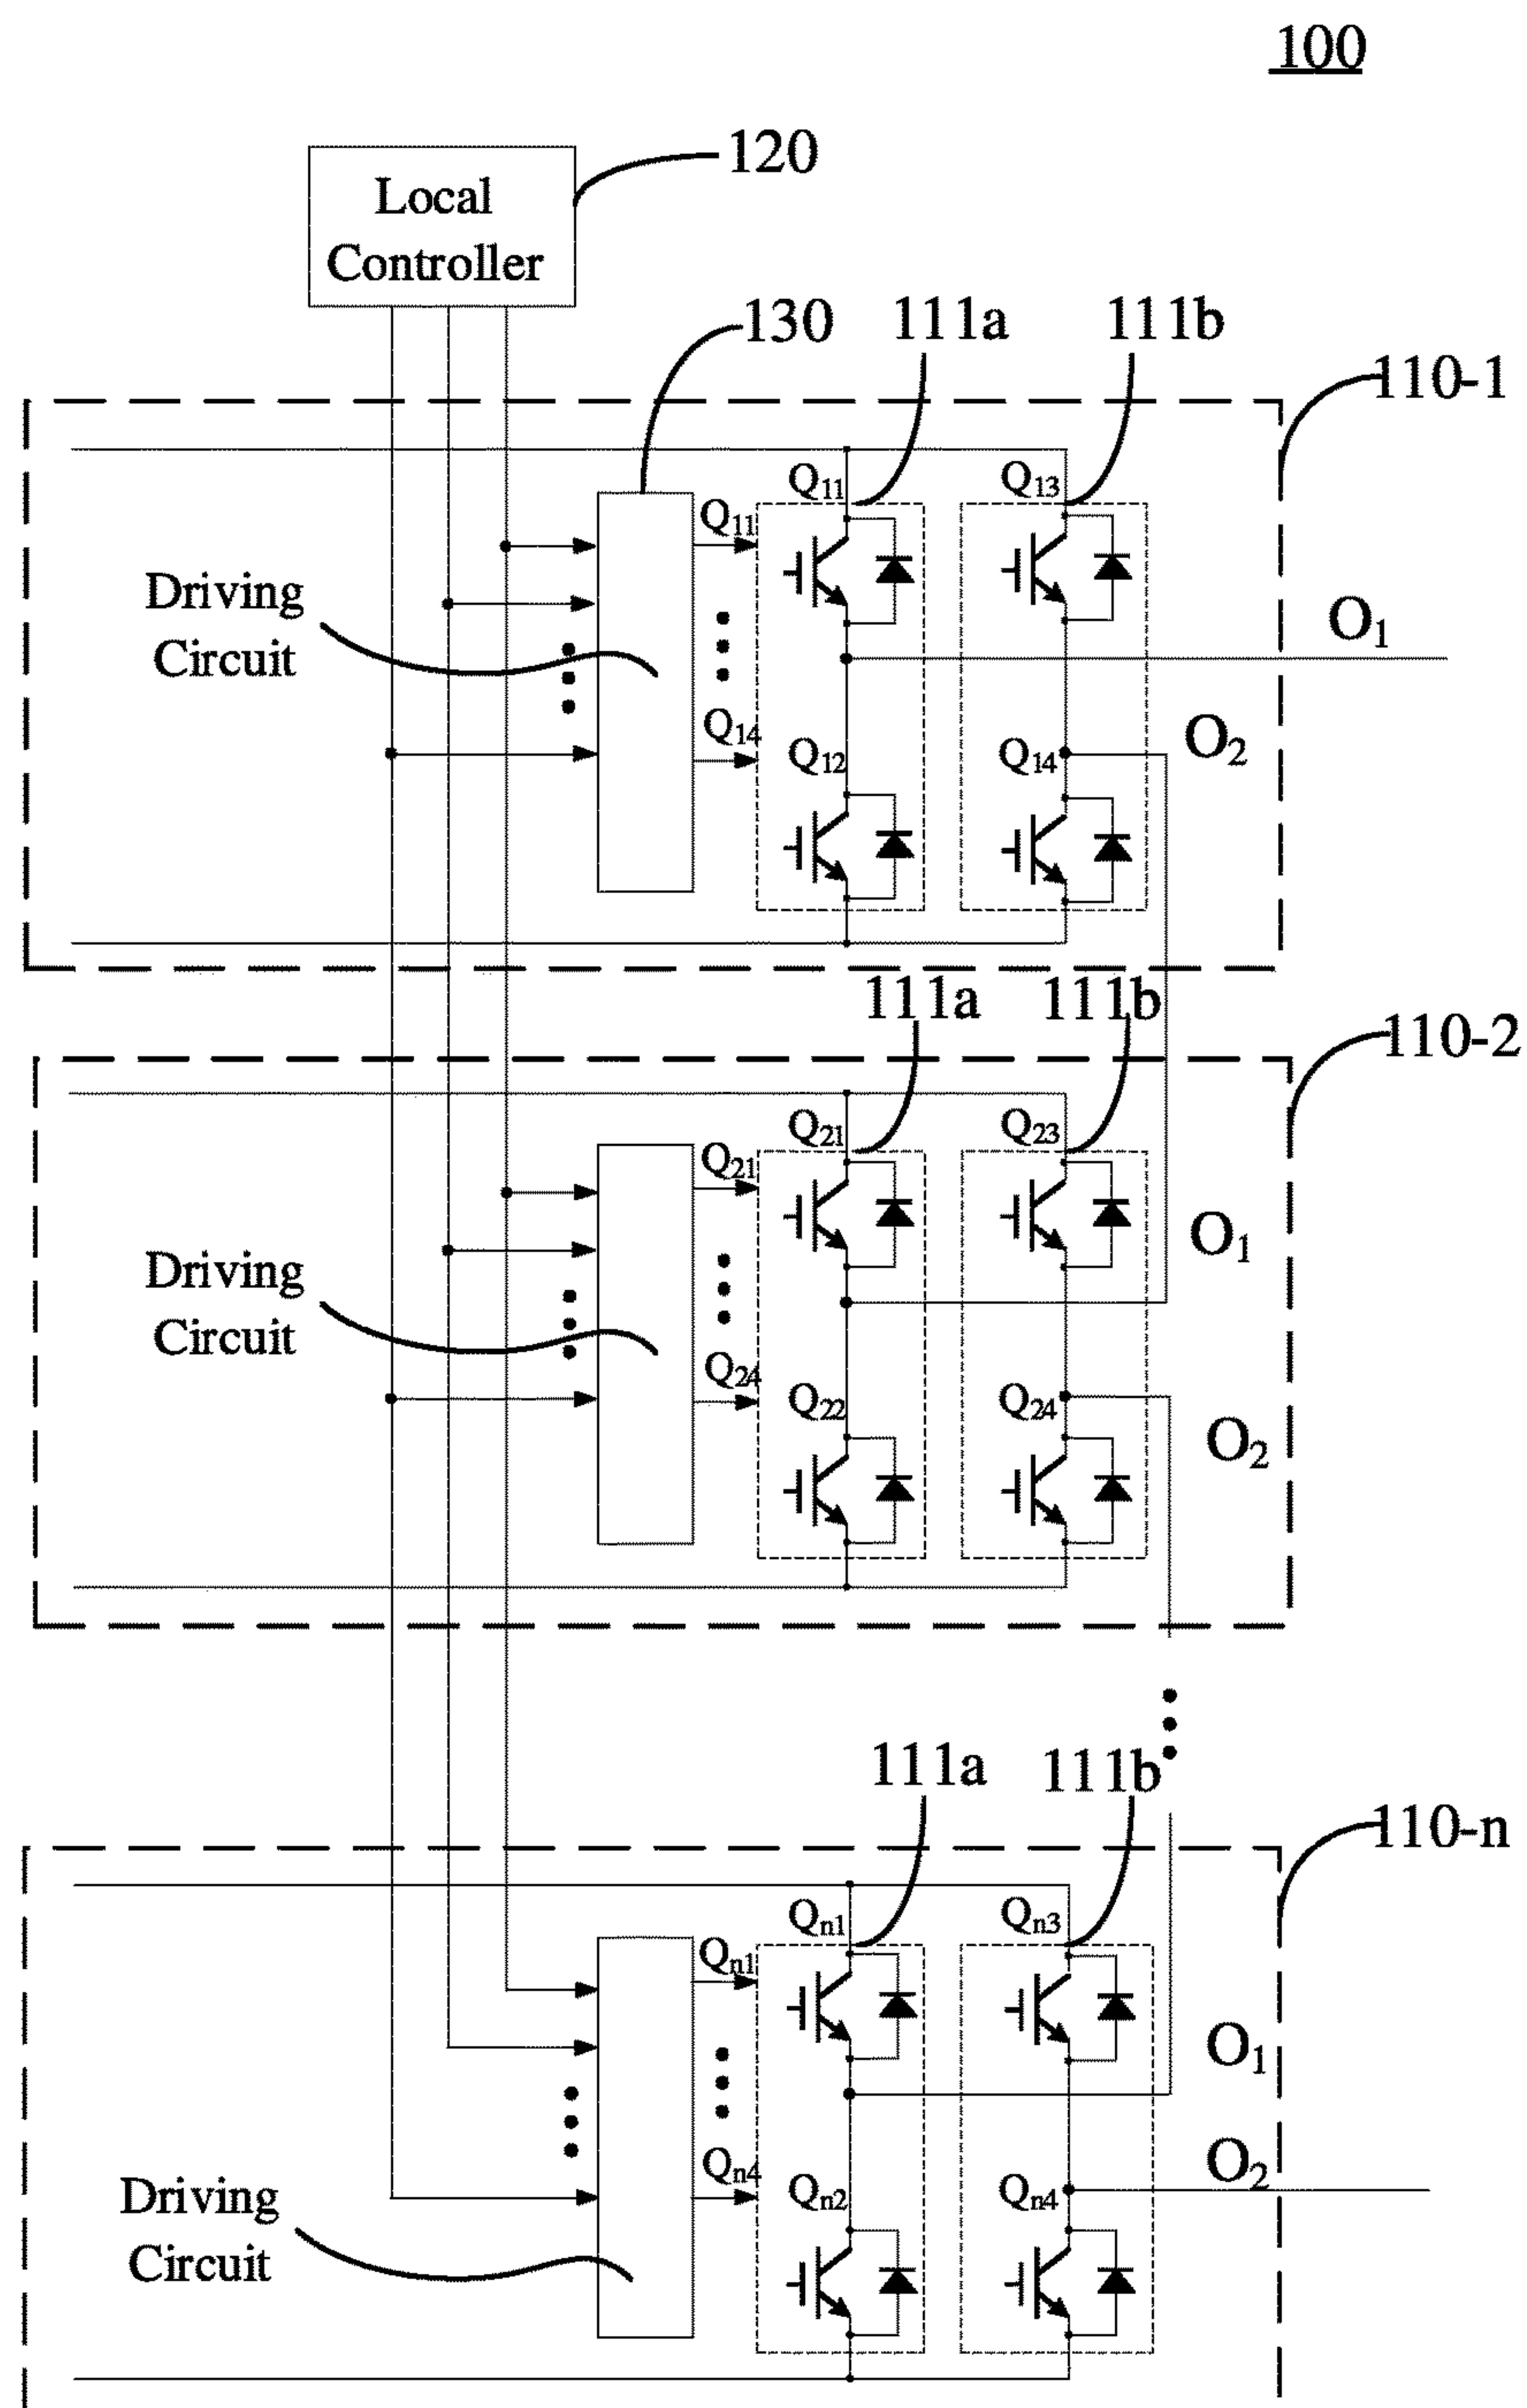 100
120
Local
Controller
130
111a
111b
110-1
Q11
Q13
Q11
Driving
Circuit
O1
Q14
Q12
Q14
O2
111a
111b
110-2
Q21
Q23
Q21
O1
Driving
Circuit
Q24
Q22
Q24
O2
111a
111b
110-n
Qn1
Qn3
Qn1
O1
Qn4
Qn2
Qn4
O2
Driving
Circuit